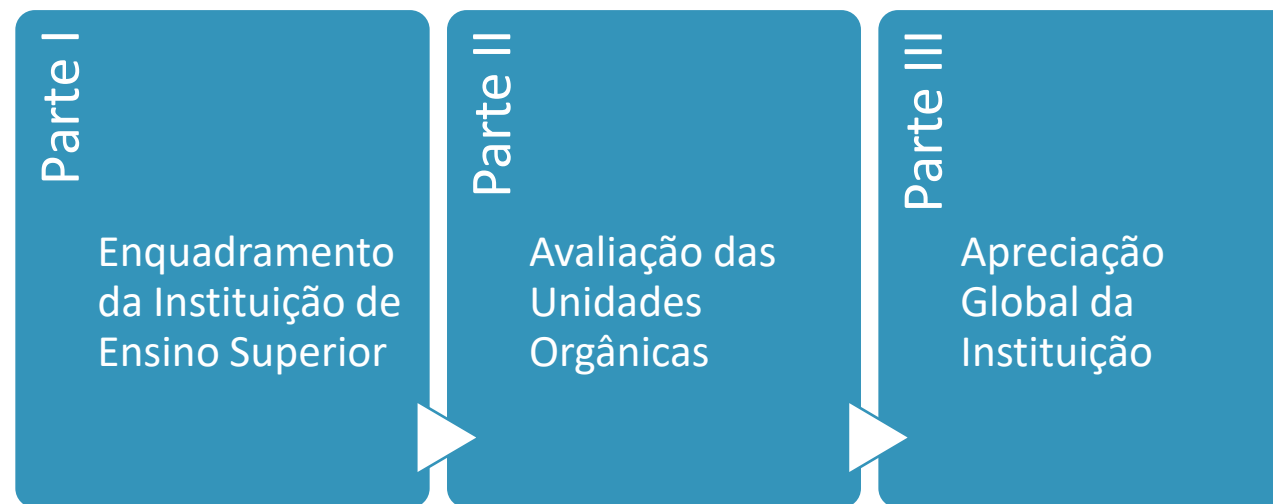 Parte I
Enquadramento
da Instituição de
Ensino Superior
Parte II
Avaliação das
Unidades
Orgânicas
Parte III
Apreciação
Global da
Instituição